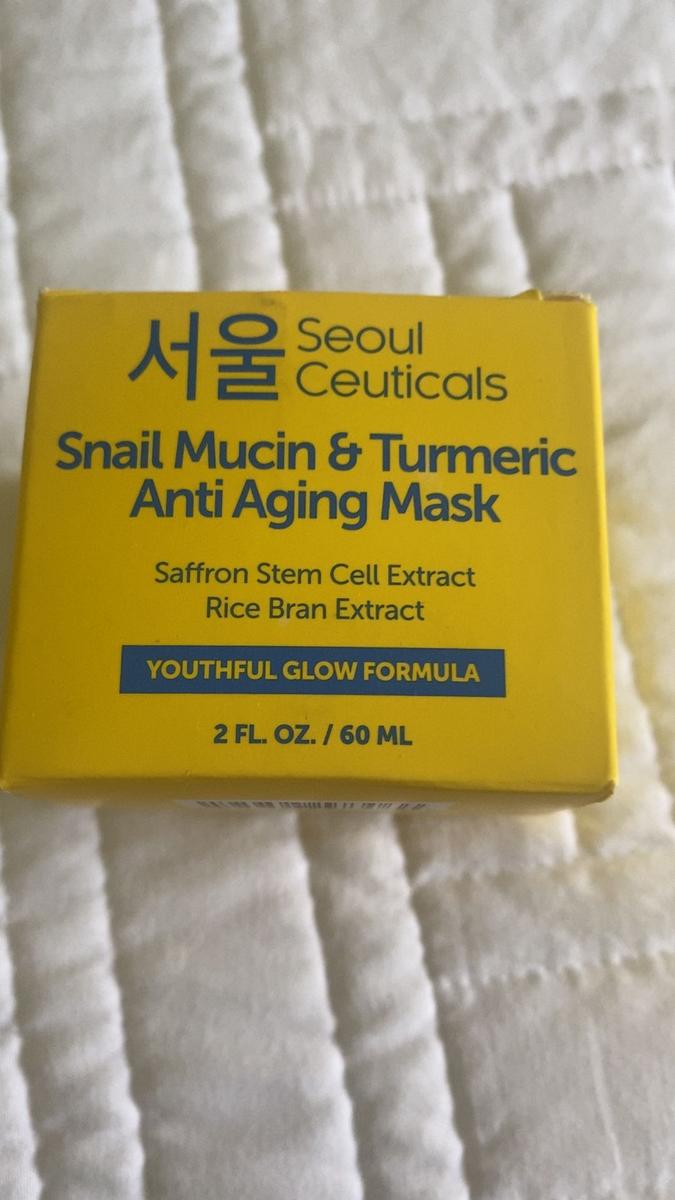 서울 Seoul
Ceuticals
Snail Mucin & Turmeric
Anti Aging Mask
Saffron Stem Cell Extract
Rice Bran Extract
YOUTHFUL GLOW FORMULA
2 FL. OZ. / 60 ML